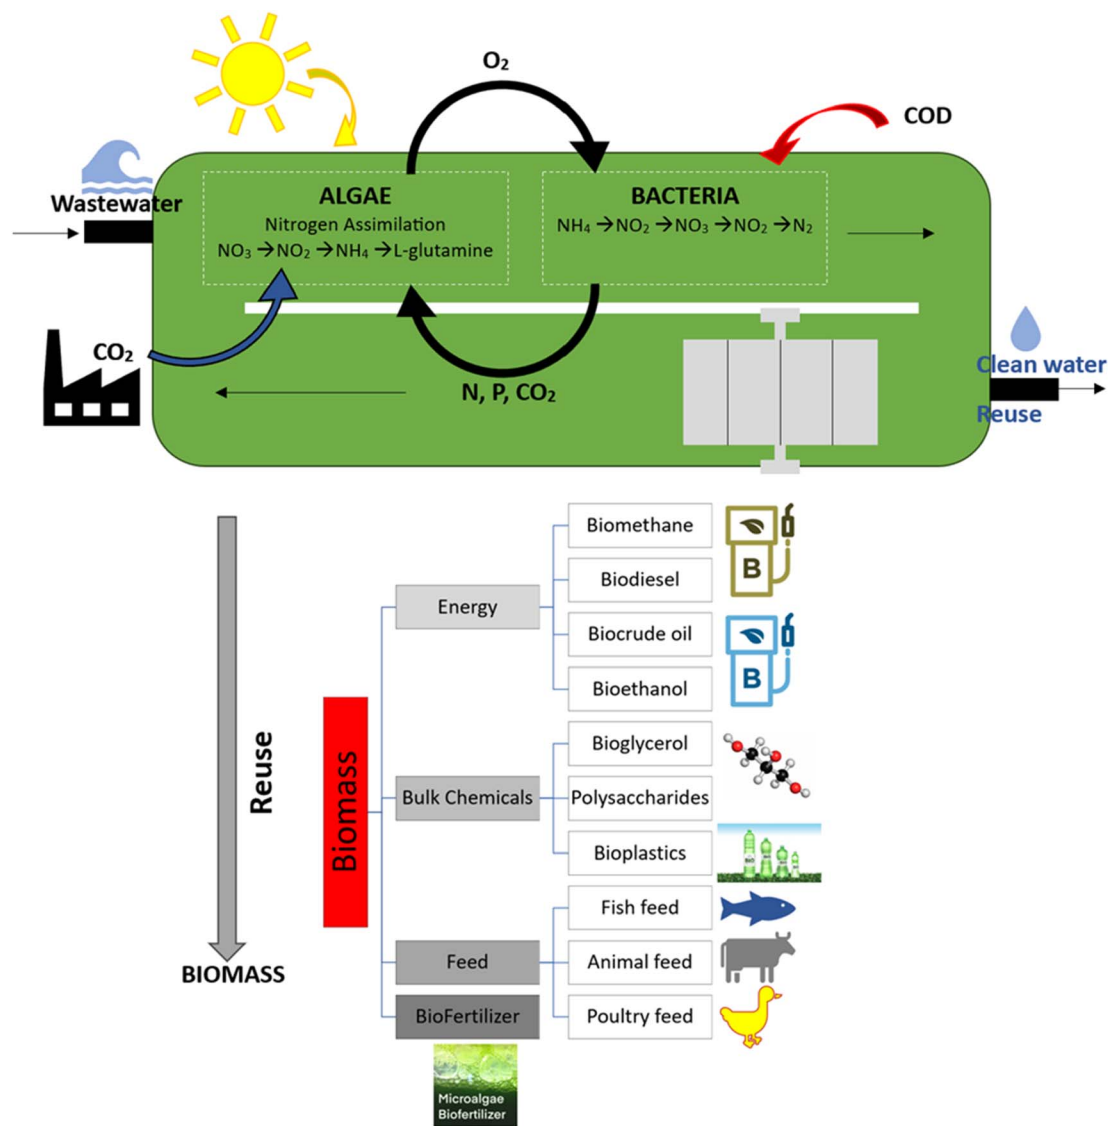 O₂
COD
Wastewater
ALGAE
Nitrogen Assimilation
NO₃ →NO₂ →NH₄ →L-glutamine
BACTERIA
NH₄ →NO₂ →NO₃ →NO₂ →N₂
CO₂
N, P, CO₂
Clean water
Reuse
Reuse
BIOMASS
Biomass
Energy
Biomethane
Biodiesel
Biocrude oil
Bioethanol
B
B
Bulk Chemicals
Bioglycerol
Polysaccharides
Bioplastics
Feed
Fish feed
Animal feed
Poultry feed
BioFertilizer
Microalgae
Biofertilizer